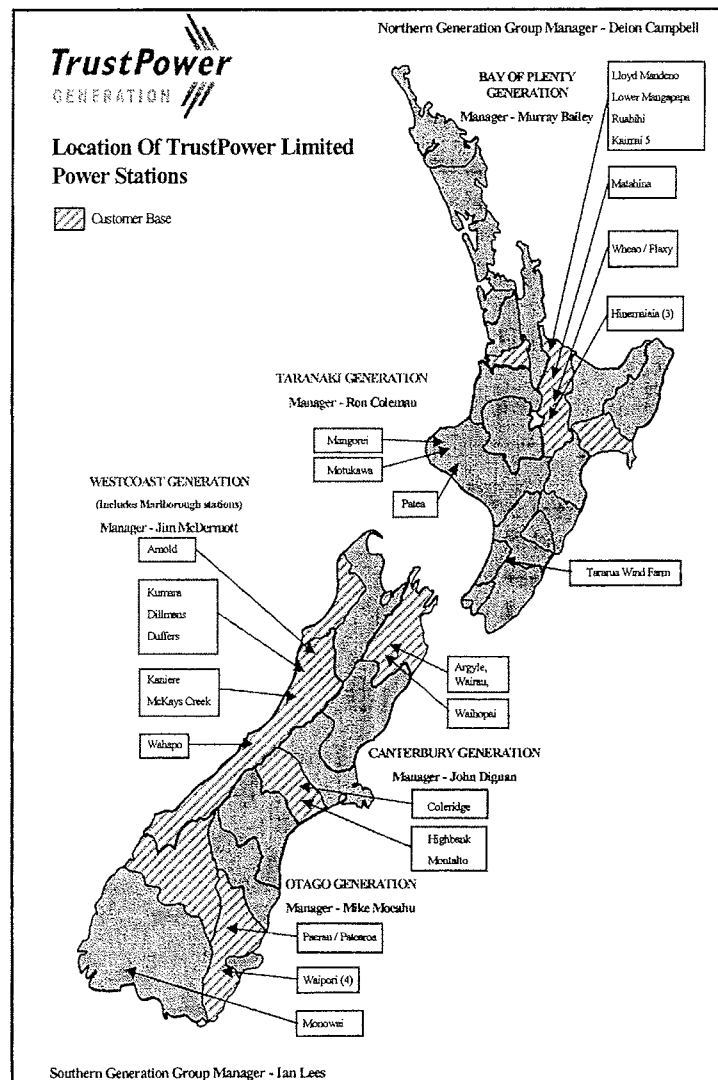 Northern Generation Group Manager - Deion Campbell
TrustPower
GENERATION
Location Of TrustPower Limited
Power Stations
Customer Base
BAY OF PLENTY
GENERATION
Manager - Murray Bailey
Lloyd Mandeno
Lower Mangapapa
Ruahihi
Kaimai 5
Matahina
Wheao / Flaxy
Hinemaiaia (3)
TARANAKI GENERATION
Manager - Ron Coleman
Mangorei
Motukawa
Patea
Tararua Wind Farm
WESTCOAST GENERATION
(Includes Marlborough stations)
Manager - Jim McDermott
Arnold
Kumara
Dillmans
Duffers
Kaniere
McKays Creek
Wahapo
Argyle,
Wairau,
Waihopai
CANTERBURY GENERATION
Manager - John Dignan
Coleridge
Highbank
Montalto
OTAGO GENERATION
Manager - Mike
Paerau / Patearoa
Waipori (4)
Monowai
Southern Generation Group Manager - Ian Lees